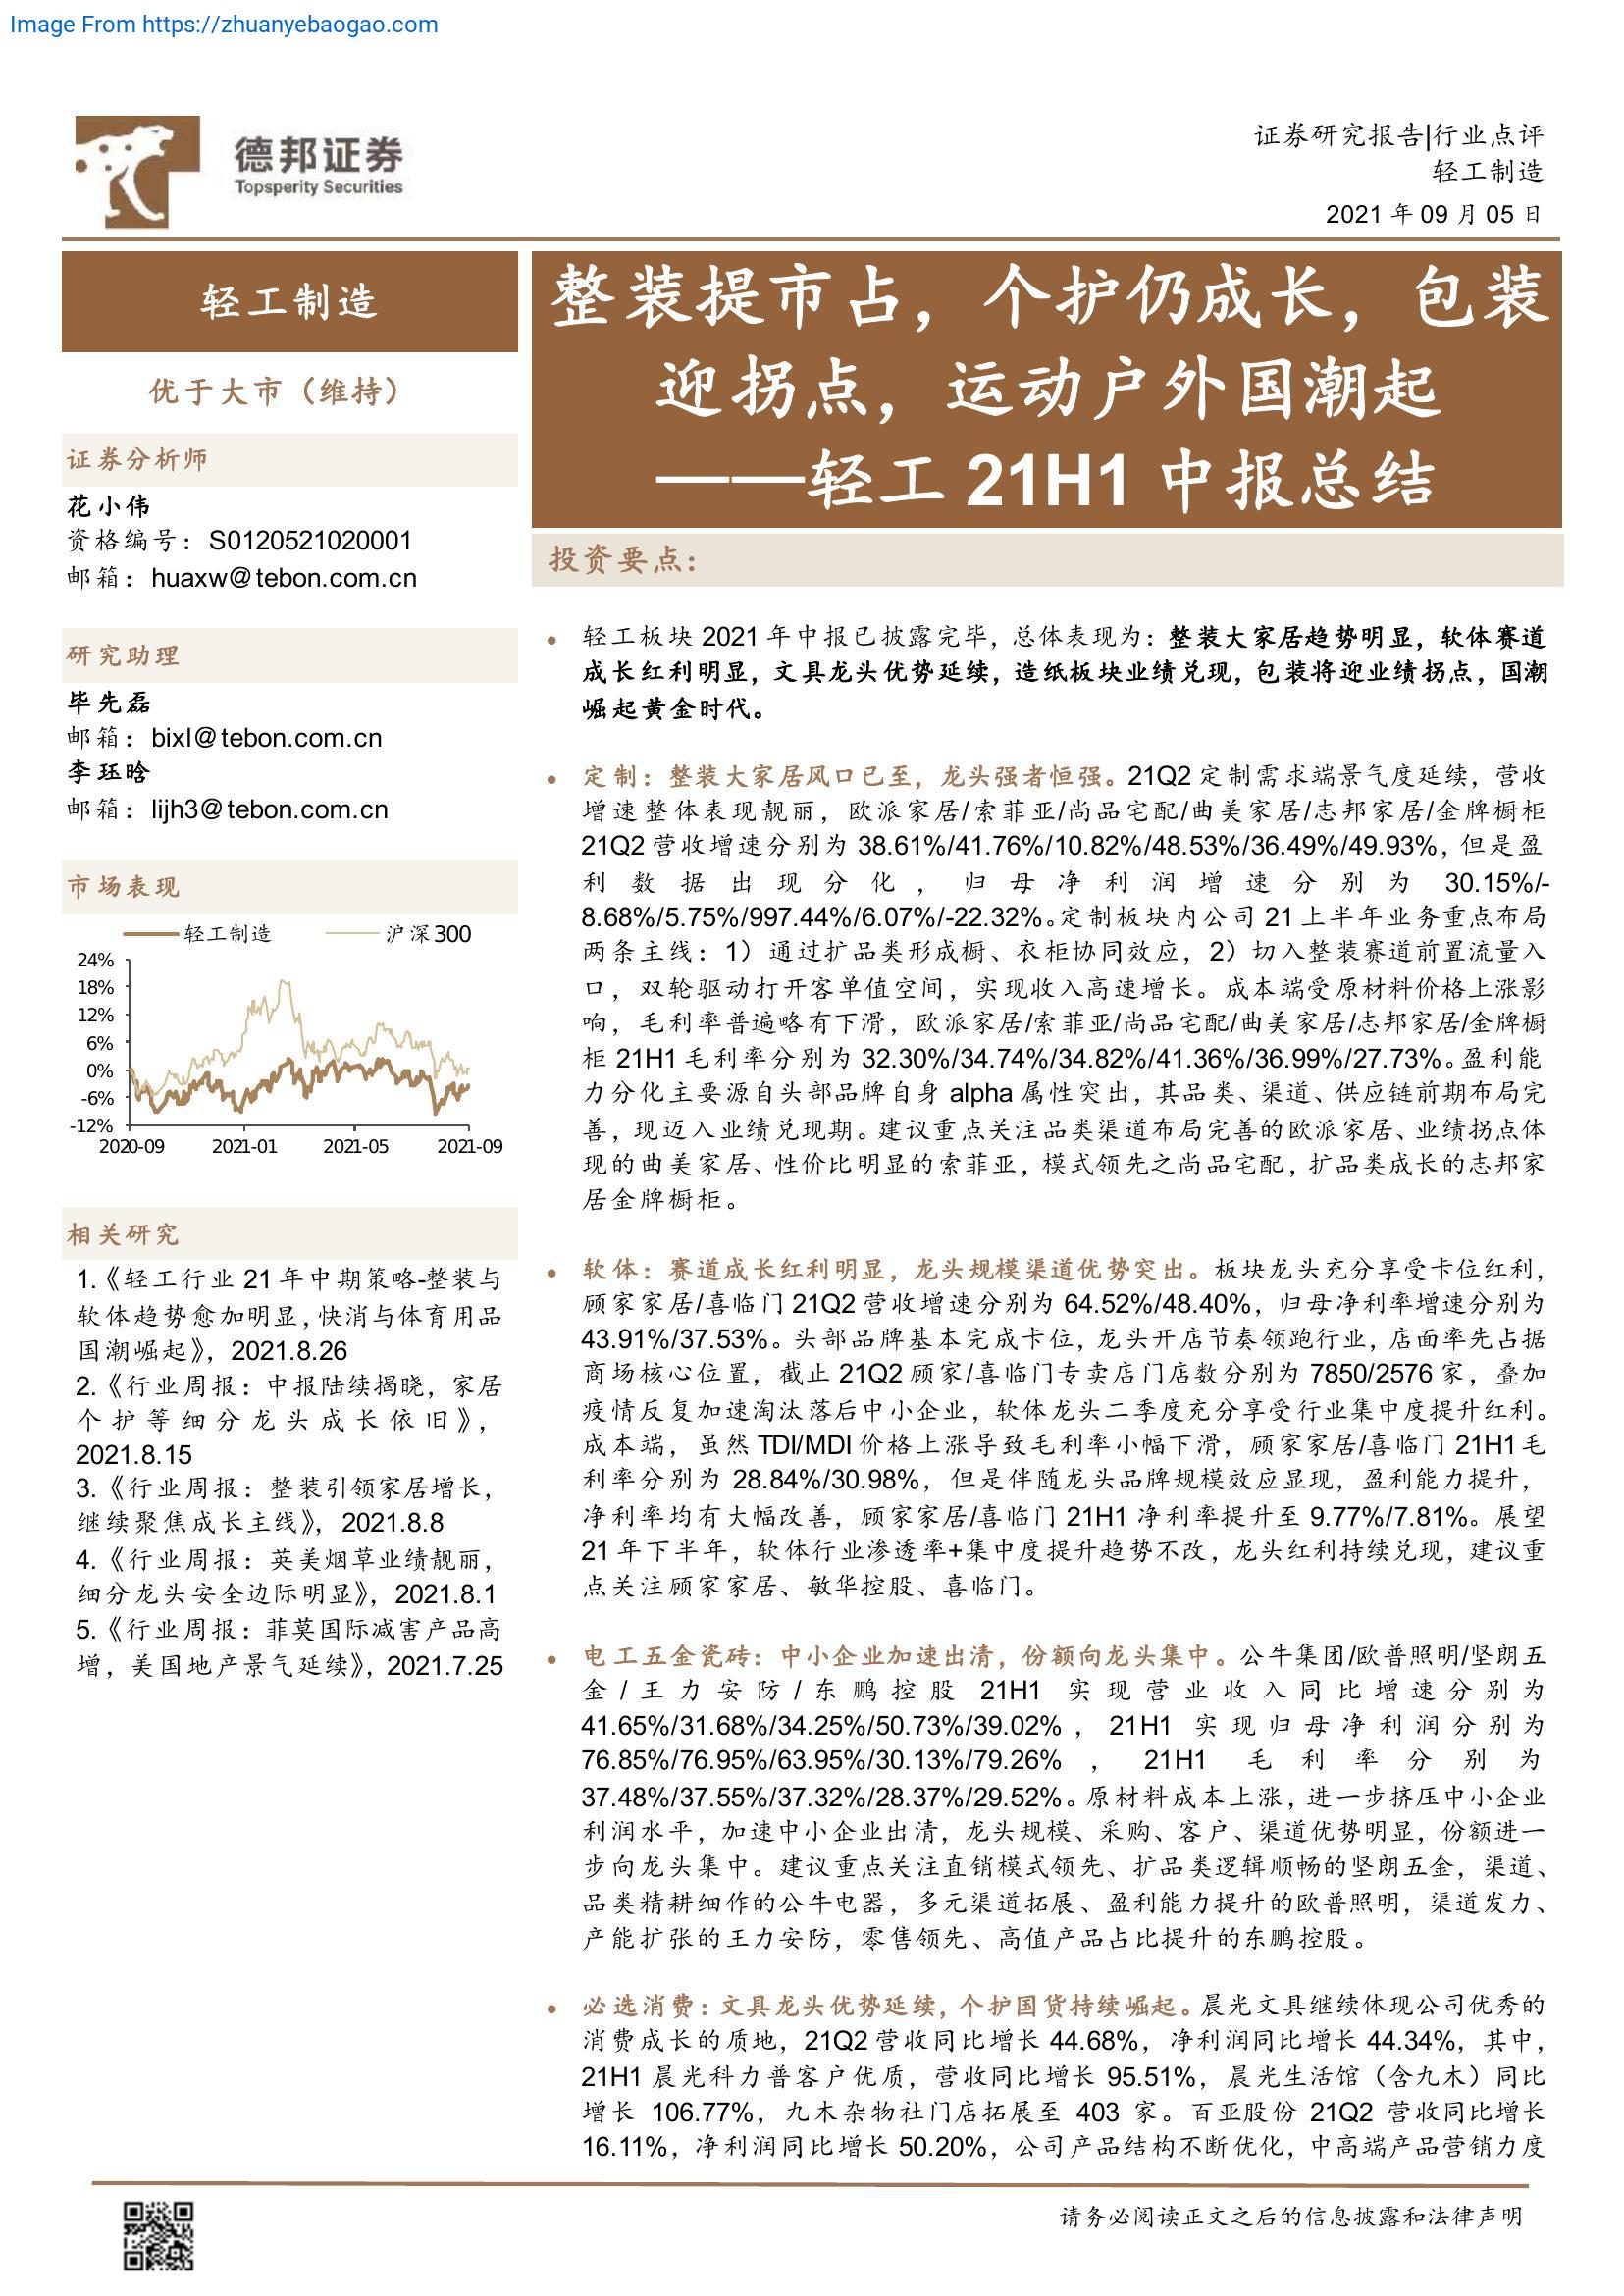 Image From https://zhuanyebaogao.com
德邦证券
Topsperity Securities
证券研究报告|行业点评
轻工制造
2021 年 09 月 05 日
轻工制造
优于大市（维持）
证券分析师
花小伟
资格编号：S0120521020001
邮箱：huaxw@tebon.com.cn
研究助理
毕先磊
邮箱：bixl@tebon.com.cn
李珏晗
邮箱：lijh3@tebon.com.cn
市场表现
轻工制造 沪深300
24%
18%
12%
6%
0%
-6%
-12%
2020-09 2021-01 2021-05 2021-09
相关研究
1.《轻工行业 21 年中期策略-整装与
软体趋势愈加明显，快消与体育用品
国潮崛起》，2021.8.26
2.《行业周报：中报陆续揭晓，家居
个护等细分龙头成长依旧》，
2021.8.15
3.《行业周报：整装引领家居增长，
继续聚焦成长主线》，2021.8.8
4.《行业周报：英美烟草业绩靓丽，
细分龙头安全边际明显》，2021.8.1
5.《行业周报：菲莫国际减害产品高
增，美国地产景气延续》，2021.7.25
整装提市占，个护仍成长，包装
迎拐点，运动户外国潮起
——轻工 21H1 中报总结
投资要点：
• 轻工板块 2021 年中报已披露完毕，总体表现为：整装大家居趋势明显，软体赛道
成长红利明显，文具龙头优势延续，造纸板块业绩兑现，包装将迎业绩拐点，国潮
崛起黄金时代。
• 定制：整装大家居风口已至，龙头强者恒强。21Q2 定制需求端景气度延续，营收
增速整体表现靓丽，欧派家居/索菲亚/尚品宅配/曲美家居/志邦家居/金牌橱柜
21Q2 营收增速分别为 38.61%/41.76%/10.82%/48.53%/36.49%/49.93%，但是盈
利数据出现分化，归母净利润增速分别为 30.15%/-
8.68%/5.75%/997.44%/6.07%/-22.32%。定制板块内公司 21 上半年业务重点布局
两条主线：1）通过扩品类形成橱、衣柜协同效应，2）切入整装赛道前置流量入
口，双轮驱动打开客单值空间，实现收入高速增长。成本端受原材料价格上涨影
响，毛利率普遍略有下滑，欧派家居/索菲亚/尚品宅配/曲美家居/志邦家居/金牌橱
柜 21H1 毛利率分别为 32.30%/34.74%/34.82%/41.36%/36.99%/27.73%。盈利能
力分化主要源自头部品牌自身 alpha 属性突出，其品类、渠道、供应链前期布局完
善，现迈入业绩兑现期。建议重点关注品类渠道布局完善的欧派家居、业绩拐点体
现的曲美家居、性价比明显的索菲亚，模式领先之尚品宅配，扩品类成长的志邦家
居金牌橱柜。
• 软体：赛道成长红利明显，龙头规模渠道优势突出。板块龙头充分享受卡位红利，
顾家家居/喜临门 21Q2 营收增速分别为 64.52%/48.40%，归母净利率增速分别为
43.91%/37.53%。头部品牌基本完成卡位，龙头开店节奏领跑行业，店面率先占据
商场核心位置，截止 21Q2 顾家/喜临门专卖店门店数分别为 7850/2576 家，叠加
疫情反复加速淘汰落后中小企业，软体龙头二季度充分享受行业集中度提升红利。
成本端，虽然 TDI/MDI 价格上涨导致毛利率小幅下滑，顾家家居/喜临门 21H1 毛
利率分别为 28.84%/30.98%，但是伴随龙头品牌规模效应显现，盈利能力提升，
净利率均有大幅改善，顾家家居/喜临门 21H1 净利率提升至 9.77%/7.81%。展望
21 年下半年，软体行业渗透率+集中度提升趋势不改，龙头红利持续兑现，建议重
点关注顾家家居、敏华控股、喜临门。
• 电工五金瓷砖：中小企业加速出清，份额向龙头集中。公牛集团/欧普照明/坚朗五
金/王力安防/东鹏控股 21H1 实现营业收入同比增速分别为
41.65%/31.68%/34.25%/50.73%/39.02%，21H1 实现归母净利润分别为
76.85%/76.95%/63.95%/30.13%/79.26%，21H1 毛利率分别为
37.48%/37.55%/37.32%/28.37%/29.52%。原材料成本上涨，进一步挤压中小企业
利润水平，加速中小企业出清，龙头规模、采购、客户、渠道优势明显，份额进一
步向龙头集中。建议重点关注直销模式领先、扩品类逻辑顺畅的坚朗五金，渠道、
品类精耕细作的公牛电器，多元渠道拓展、盈利能力提升的欧普照明，渠道发力、
产能扩张的王力安防，零售领先、高值产品占比提升的东鹏控股。
• 必选消费：文具龙头优势延续，个护国货持续崛起。晨光文具继续体现公司优秀的
消费成长的质地，21Q2 营收同比增长 44.68%，净利润同比增长 44.34%，其中，
21H1 晨光科力普客户优质，营收同比增长 95.51%，晨光生活馆（含九木）同比
增长 106.77%，九木杂物社门店拓展至 403 家。百亚股份 21Q2 营收同比增长
16.11%，净利润同比增长 50.20%，公司产品结构不断优化，中高端产品营销力度
请务必阅读正文之后的信息披露和法律声明